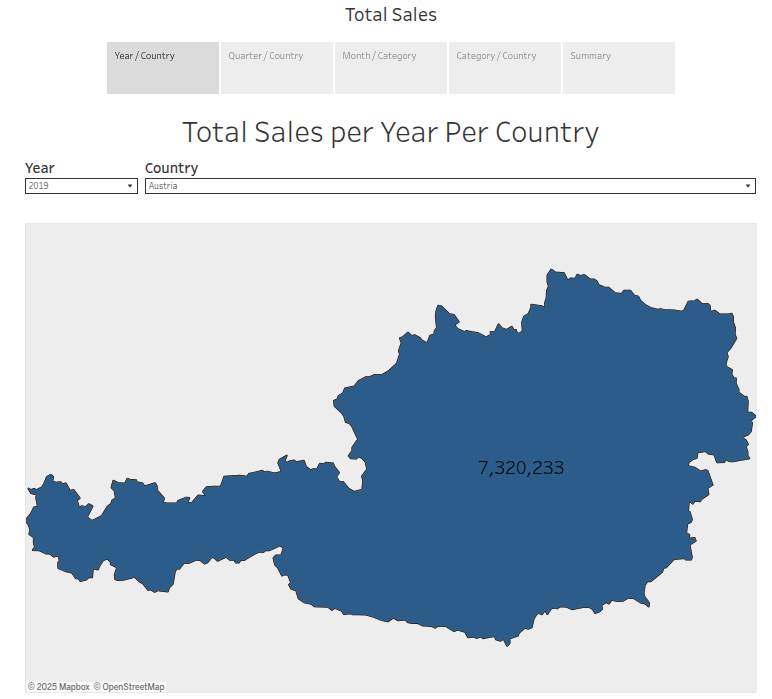 Total Sales
Year / Country
Quarter / Country
Month / Category
Category / Country
Summary
Total Sales per Year Per Country
Year
Country
2019
Austria
7,320,233
© 2025 Mapbox © OpenStreetMap